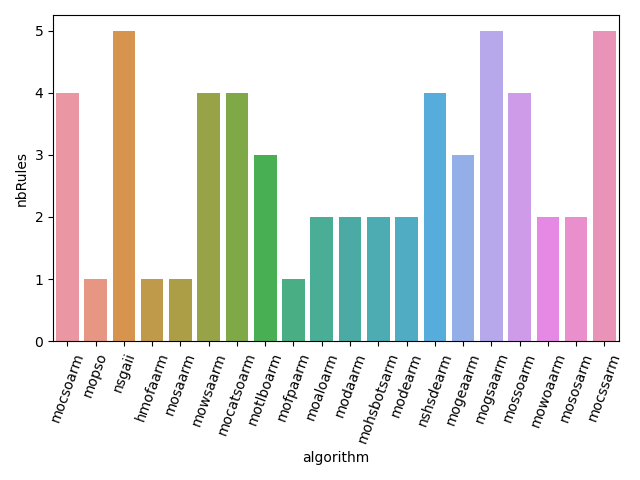 nbRules
5
4
3
2
1
0
mocsoarm
mopso
nsgaii
hmofaarm
mosaarm
mowsaarm
mocatsoarm
motlboarm
mofpaarm
moaloarm
modaarm
mohsbotsarm
modearm
nshsdearm
mogeaarm
mogsaarm
mossoarm
mowoaarm
mososarm
mocssarm
algorithm